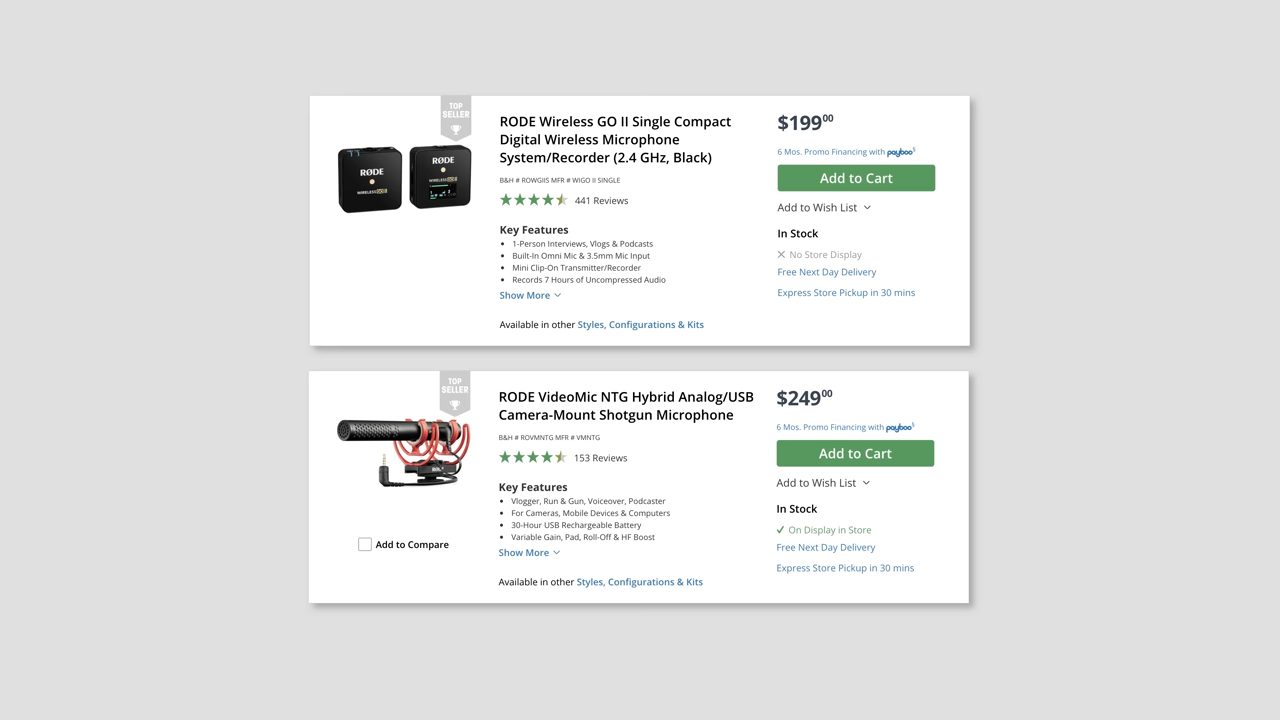 TOP
SELLER
RODE Wireless GO II Single Compact
Digital Wireless Microphone
System/Recorder (2.4 GHz, Black)
B&H # ROWGIIS MFR # WIGO II SINGLE
441 Reviews
Key Features
1-Person Interviews, Vlogs & Podcasts
Built-In Omni Mic & 3.5mm Mic Input
Mini Clip-On Transmitter/Recorder
Records 7 Hours of Uncompressed Audio
Show More
Available in other Styles, Configurations & Kits
RØDE
WIRELESS GO II
RØDE
WIRELESS GO II
$199.00
6 Mos. Promo Financing with payboo§
Add to Cart
Add to Wish List
In Stock
No Store Display
Free Next Day Delivery
Express Store Pickup in 30 mins
TOP
SELLER
RODE VideoMic NTG Hybrid Analog/USB
Camera-Mount Shotgun Microphone
B&H # ROVMNTG MFR # VMNTG
153 Reviews
Key Features
Vlogger, Run & Gun, Voiceover, Podcaster
For Cameras, Mobile Devices & Computers
30-Hour USB Rechargeable Battery
Variable Gain, Pad, Roll-Off & HF Boost
Show More
Available in other Styles, Configurations & Kits
Add to Compare
$249.00
6 Mos. Promo Financing with payboo§
Add to Cart
Add to Wish List
In Stock
On Display in Store
Free Next Day Delivery
Express Store Pickup in 30 mins